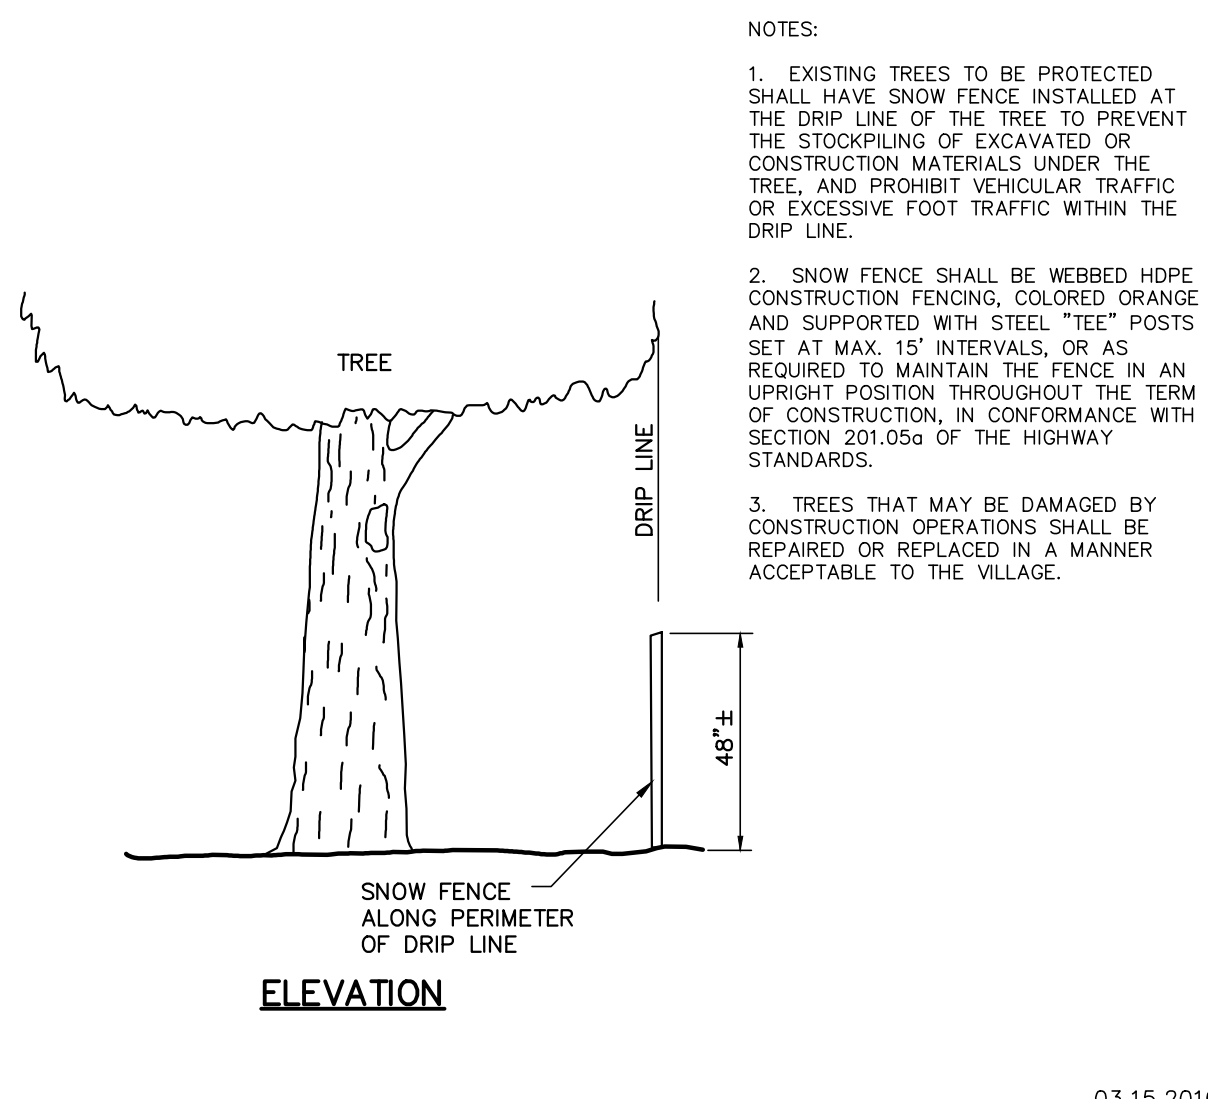 NOTES:
1. EXISTING TREES TO BE PROTECTED
SHALL HAVE SNOW FENCE INSTALLED AT
THE DRIP LINE OF THE TREE TO PREVENT
THE STOCKPILING OF EXCAVATED OR
CONSTRUCTION MATERIALS UNDER THE
TREE, AND PROHIBIT VEHICULAR TRAFFIC
OR EXCESSIVE FOOT TRAFFIC WITHIN THE
DRIP LINE.
2. SNOW FENCE SHALL BE WEBBED HDPE
CONSTRUCTION FENCING, COLORED ORANGE
AND SUPPORTED WITH STEEL "TEE" POSTS
SET AT MAX. 15' INTERVALS, OR AS
REQUIRED TO MAINTAIN THE FENCE IN AN
UPRIGHT POSITION THROUGHOUT THE TERM
OF CONSTRUCTION, IN CONFORMANCE WITH
SECTION 201.05a OF THE HIGHWAY
STANDARDS.
3. TREES THAT MAY BE DAMAGED BY
CONSTRUCTION OPERATIONS SHALL BE
REPAIRED OR REPLACED IN A MANNER
ACCEPTABLE TO THE VILLAGE.
TREE
DRIP LINE
48"±
SNOW FENCE
ALONG PERIMETER
OF DRIP LINE
ELEVATION